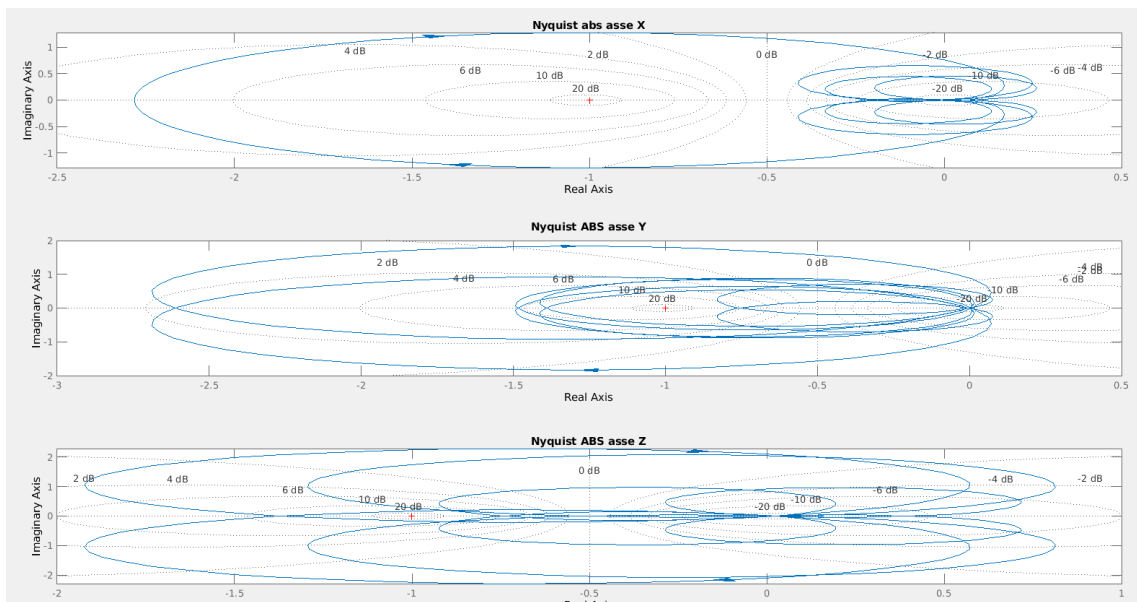 Nyquist abs asse X
Imaginary Axis
1
0.5
0
-0.5
-1
4 dB
6 dB
10 dB
20 dB
2 dB
0 dB
-2 dB
10 dB
-6 dB
-4 dB
-20 dB
-2.5 -2 -1.5 -1 -0.5 0 0.5
Real Axis
Nyquist ABS asse Y
Imaginary Axis
2
1
0
-1
-2
2 dB
4 dB
6 dB
10 dB
20 dB
0 dB
-4 dB
-2 dB
-6 dB
-10 dB
-20 dB
-3 -2.5 -2 -1.5 -1 -0.5 0 0.5
Real Axis
Nyquist ABS asse Z
Imaginary Axis
2
1
0
-1
-2
2 dB
4 dB
6 dB
10 dB
20 dB
0 dB
-2 dB
-4 dB
-6 dB
-10 dB
-20 dB
-2 -1.5 -1 -0.5 0 0.5 1
Real Axis